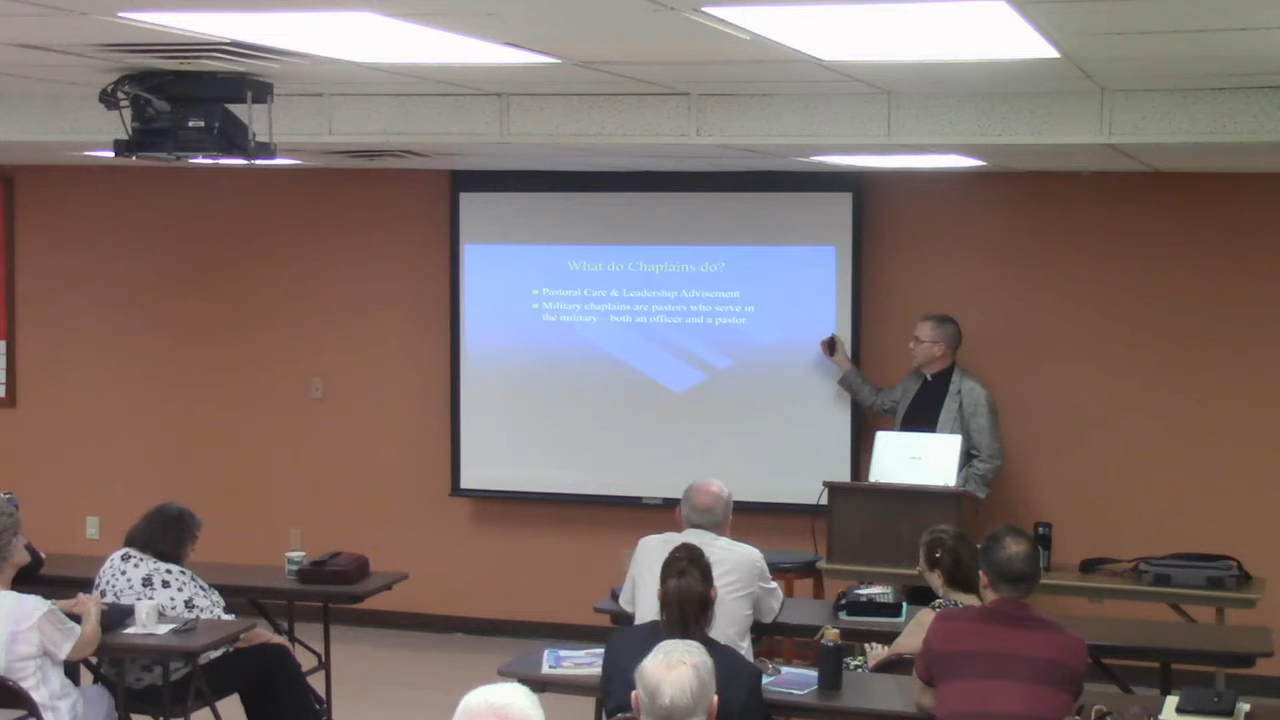 What do Chaplains do?
Pastoral Care & Leadership Advisement
Military chaplains are pastors who serve in
the military – both an officer and a pastor.